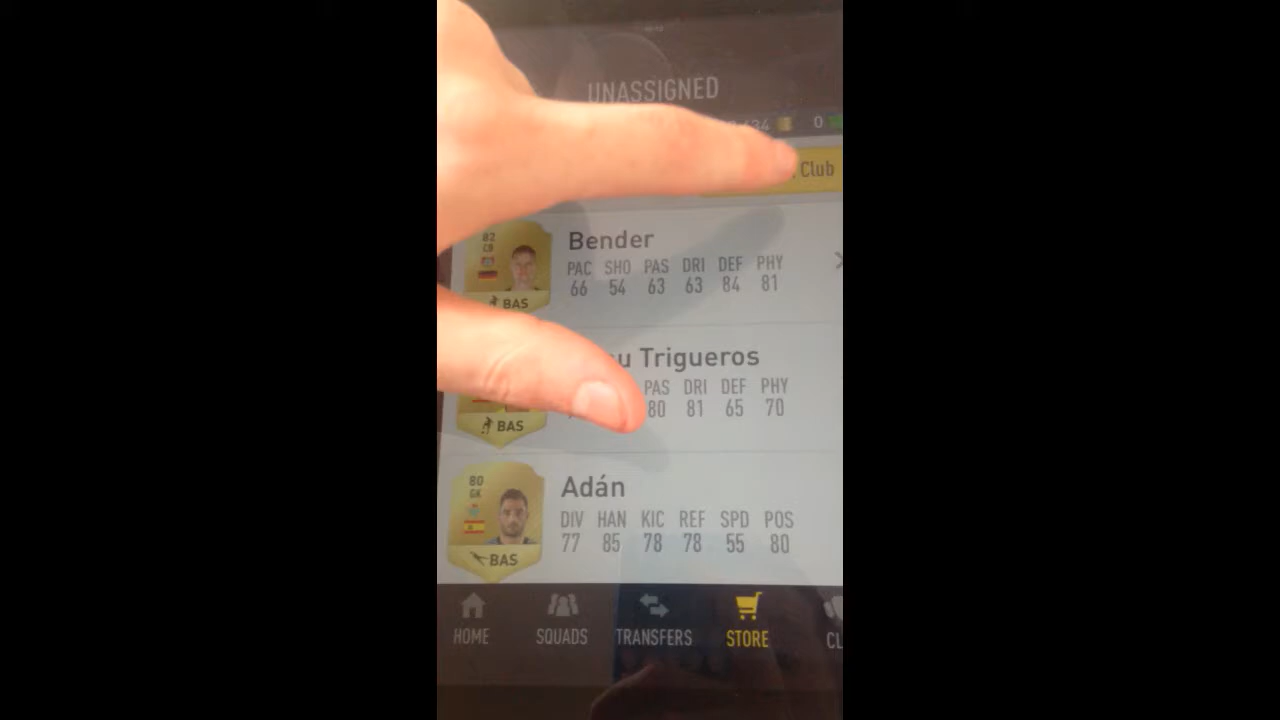 UNASSIGNED
0
Club
82
CB
BAS
Bender
PAC SHO PAS DRI DEF PHY
66 54 63 63 84 81
BAS
Trigueros
PAS DRI DEF PHY
80 81 65 70
80
GK
BAS
Adán
DIV HAN KIC REF SPD POS
77 85 78 78 55 80
HOME SQUADS TRANSFERS STORE